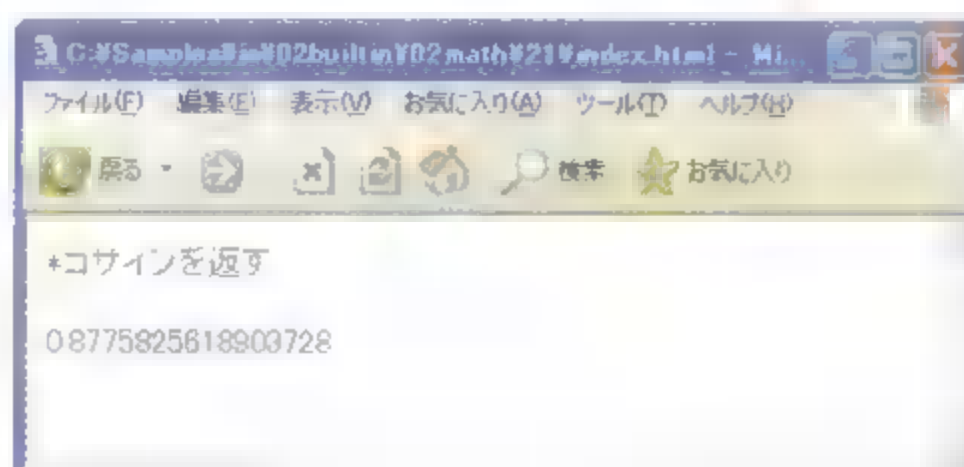 C:¥Samples¥in¥02builtin¥02math¥21¥index.html - Mi...
ファイル(F) 編集(E) 表示(V) お気に入り(A) ツール(T) ヘルプ(H)
戻る 検索 お気に入り
*コサインを返す
0.8775825618903728